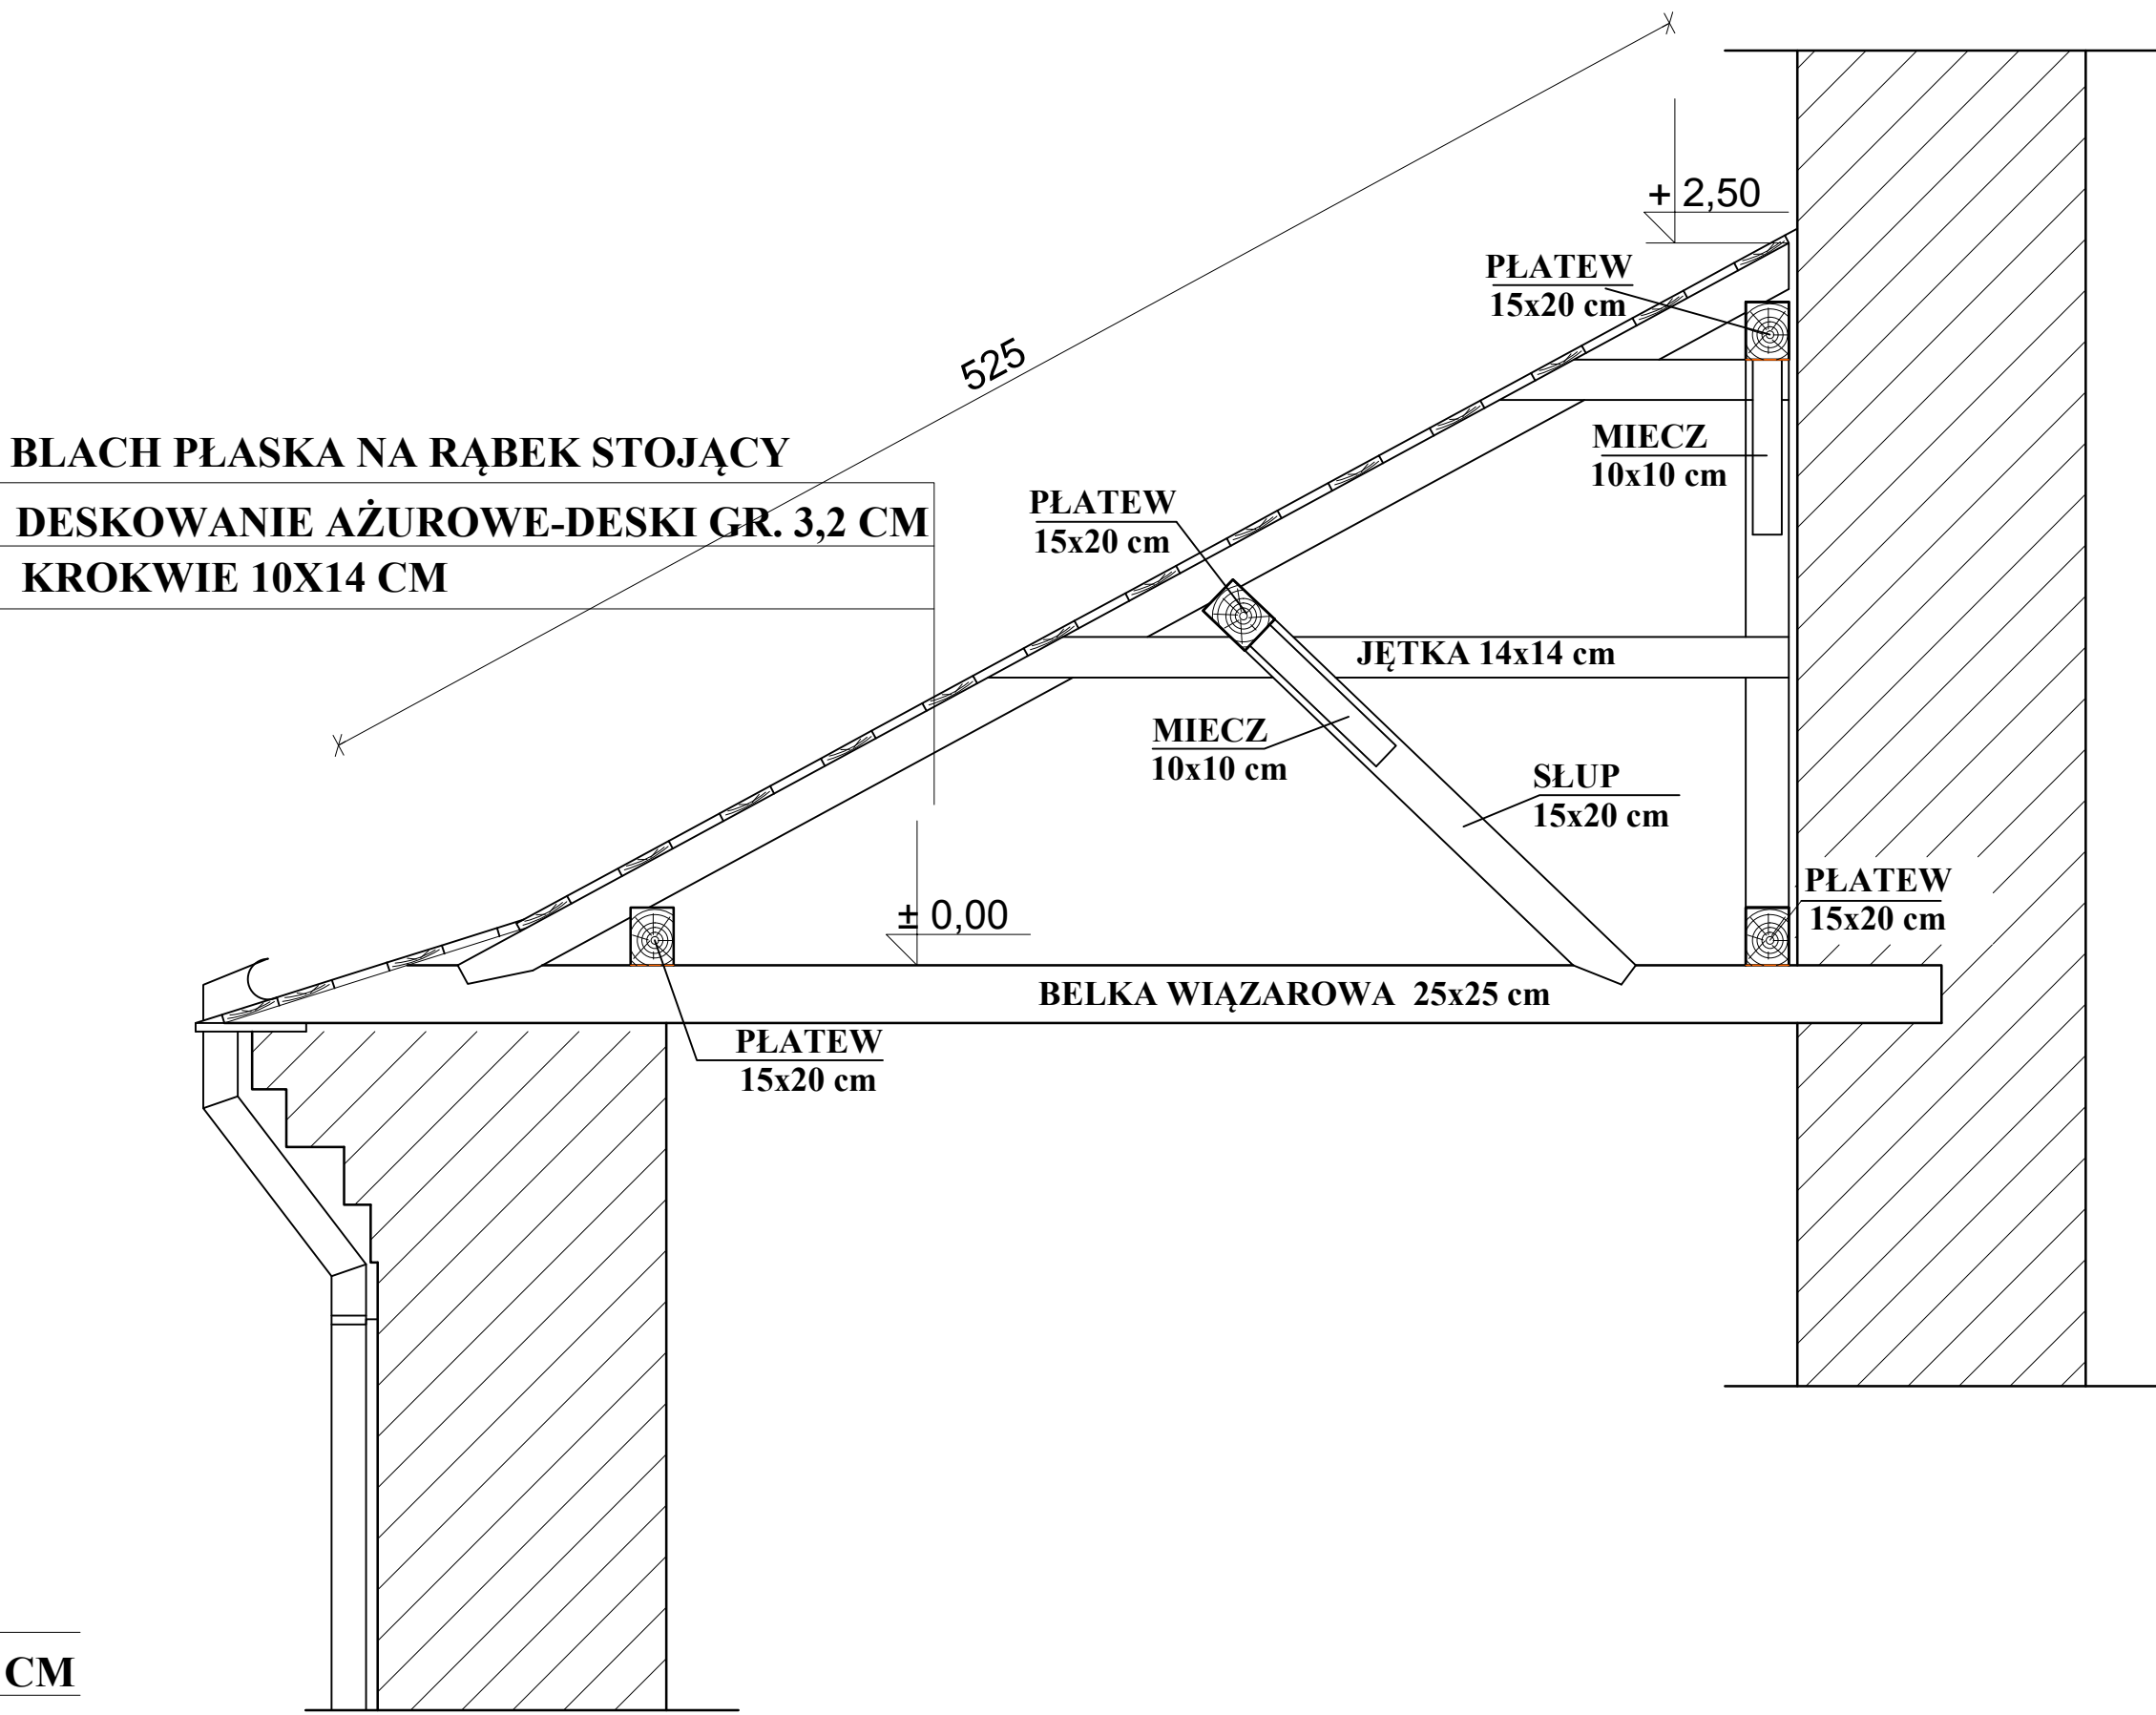 + 2,50
PŁATEW
15x20 cm
525
BLACH PŁASKA NA RĄBEK STOJĄCY
DESKOWANIE AŻUROWE-DESKI GR. 3,2 CM
KROKWIE 10X14 CM
MIECZ
10x10 cm
PŁATEW
15x20 cm
JĘTKA 14x14 cm
MIECZ
10x10 cm
SŁUP
15x20 cm
PŁATEW
15x20 cm
± 0,00
BELKA WIĄZAROWA 25x25 cm
PŁATEW
15x20 cm
CM